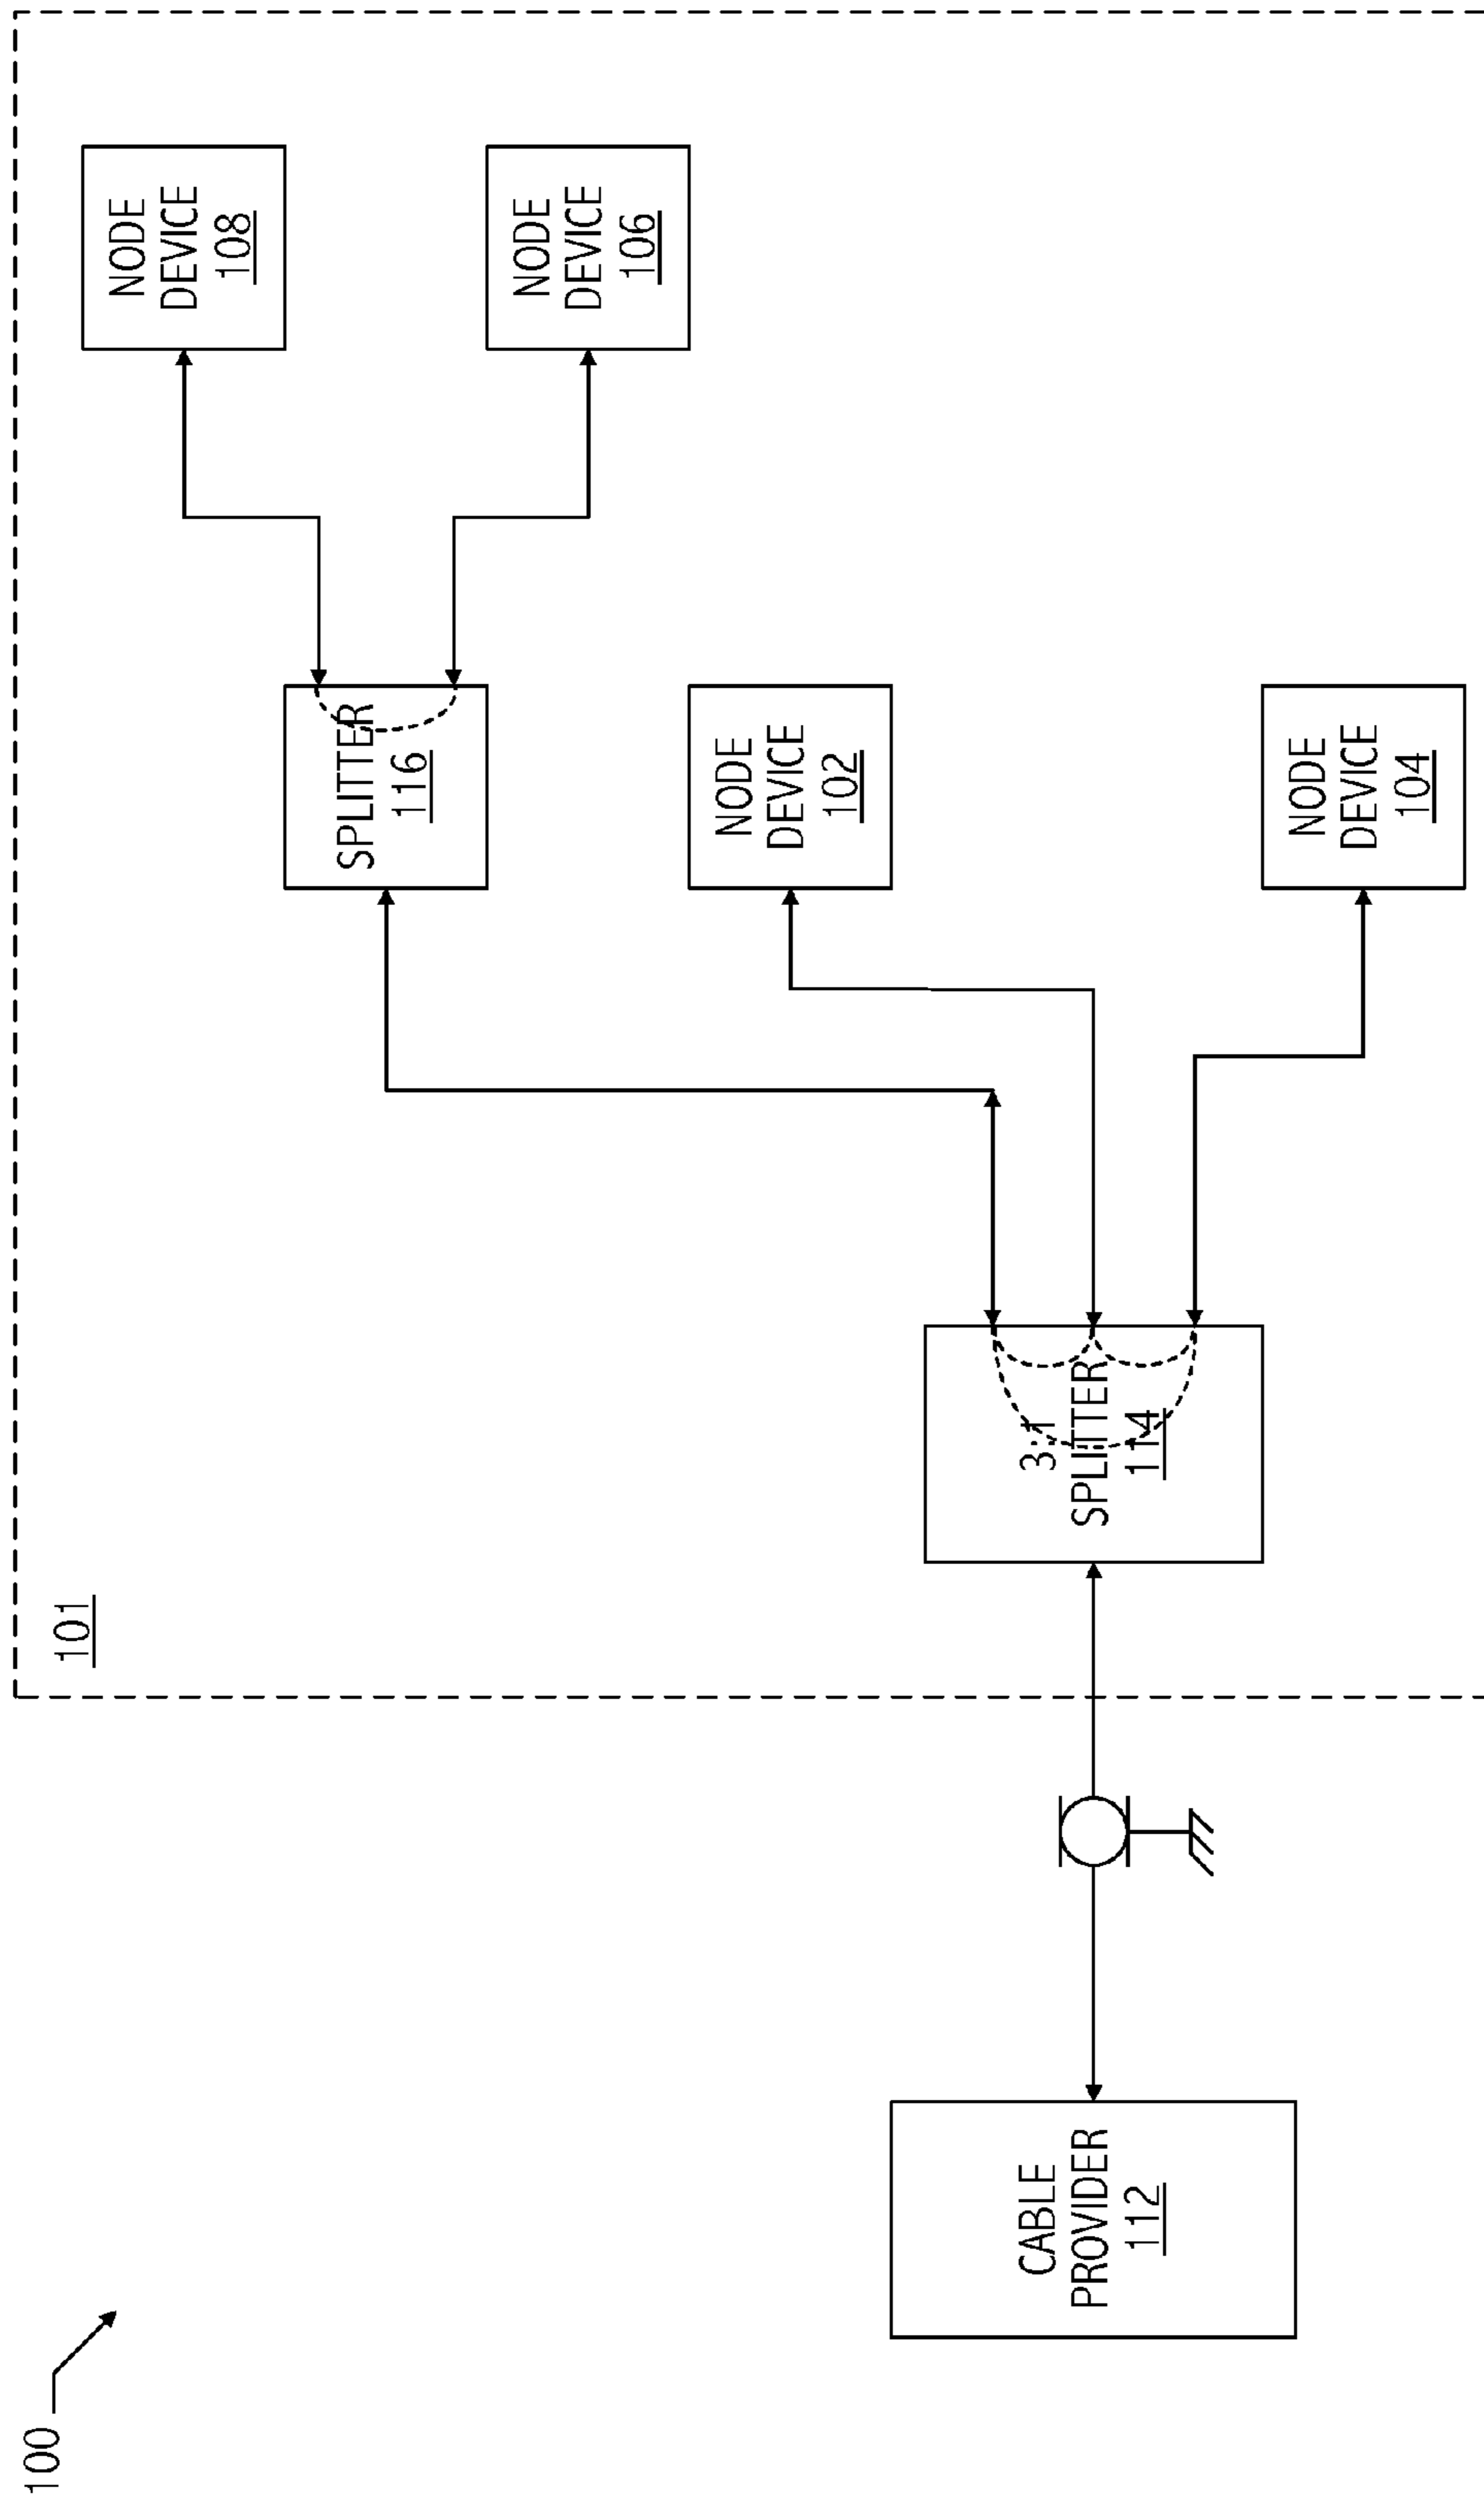 100
101
CABLE
PROVIDER
112
3:1
SPLITTER
114
SPLITTER
116
NODE
DEVICE
108
NODE
DEVICE
106
NODE
DEVICE
102
NODE
DEVICE
104